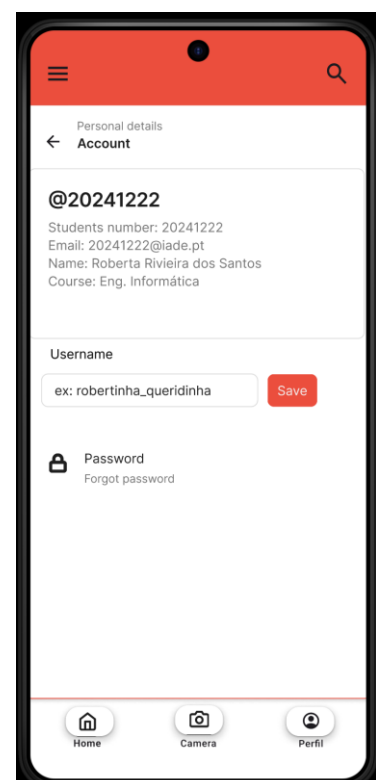 Personal details
Account
@20241222
Students number: 20241222
Email: 20241222@iade.pt
Name: Roberta Rivieira dos Santos
Course: Eng. Informática
Username
ex: robertinha_queridinha
Save
Password
Forgot password
Home
Camera
Perfil